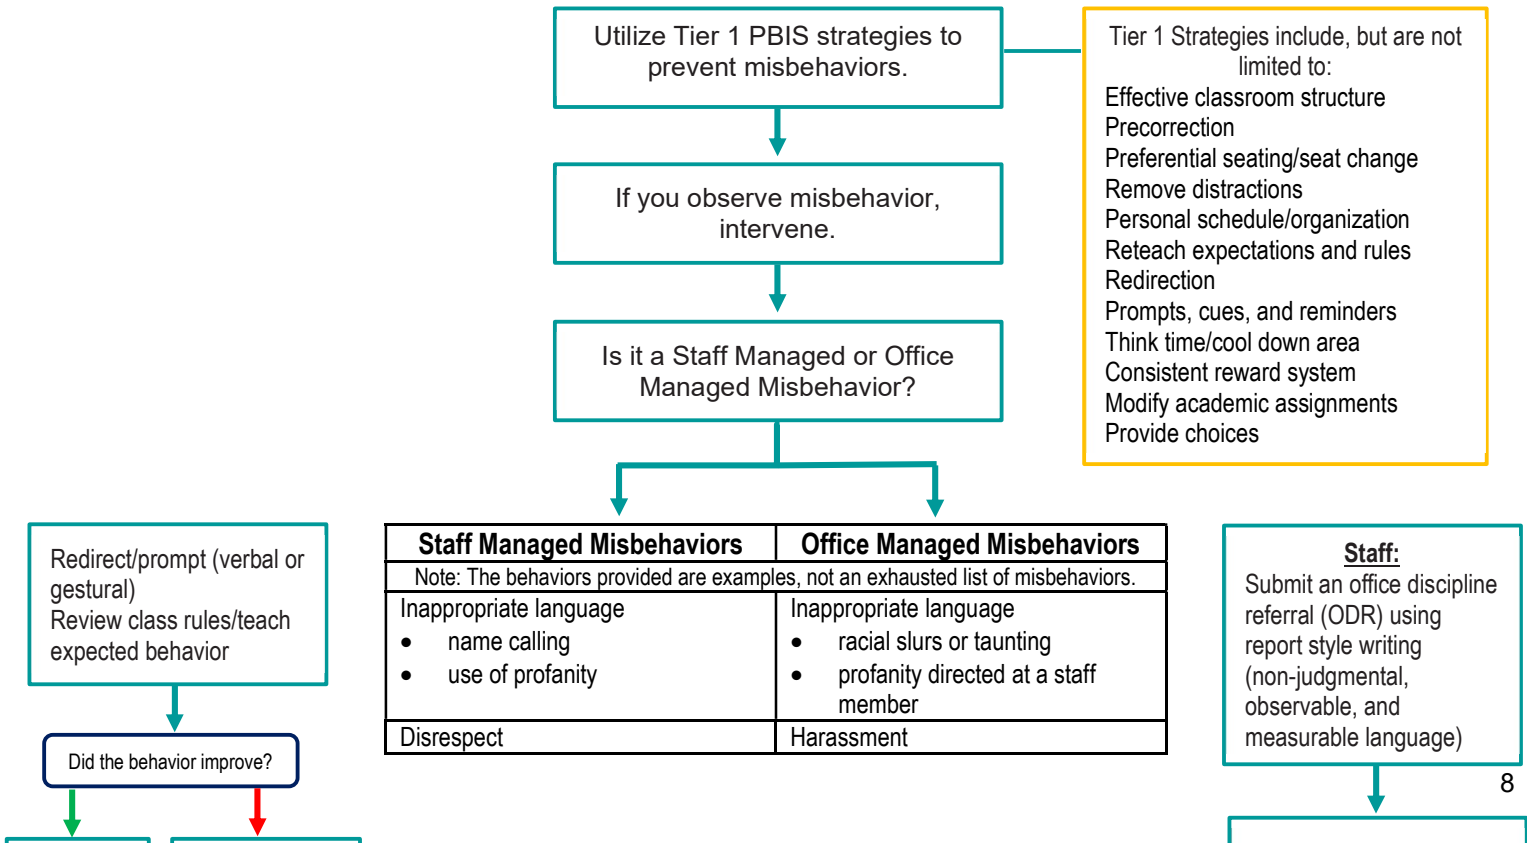 Utilize Tier 1 PBIS strategies to
prevent misbehaviors.
Tier 1 Strategies include, but are not
limited to:
Effective classroom structure
Precorrection
Preferential seating/seat change
Remove distractions
Personal schedule/organization
Reteach expectations and rules
Redirection
Prompts, cues, and reminders
Think time/cool down area
Consistent reward system
Modify academic assignments
Provide choices
If you observe misbehavior,
intervene.
Is it a Staff Managed or Office
Managed Misbehavior?
Redirect/prompt (verbal or
gestural)
Review class rules/teach
expected behavior
Did the behavior improve?
Staff Managed Misbehaviors
Office Managed Misbehaviors
Note: The behaviors provided are examples, not an exhausted list of misbehaviors.
Inappropriate language
• name calling
• use of profanity
Inappropriate language
• racial slurs or taunting
• profanity directed at a staff
member
Disrespect
Harassment
Staff:
Submit an office discipline
referral (ODR) using
report style writing
(non-judgmental,
observable, and
measurable language)
8